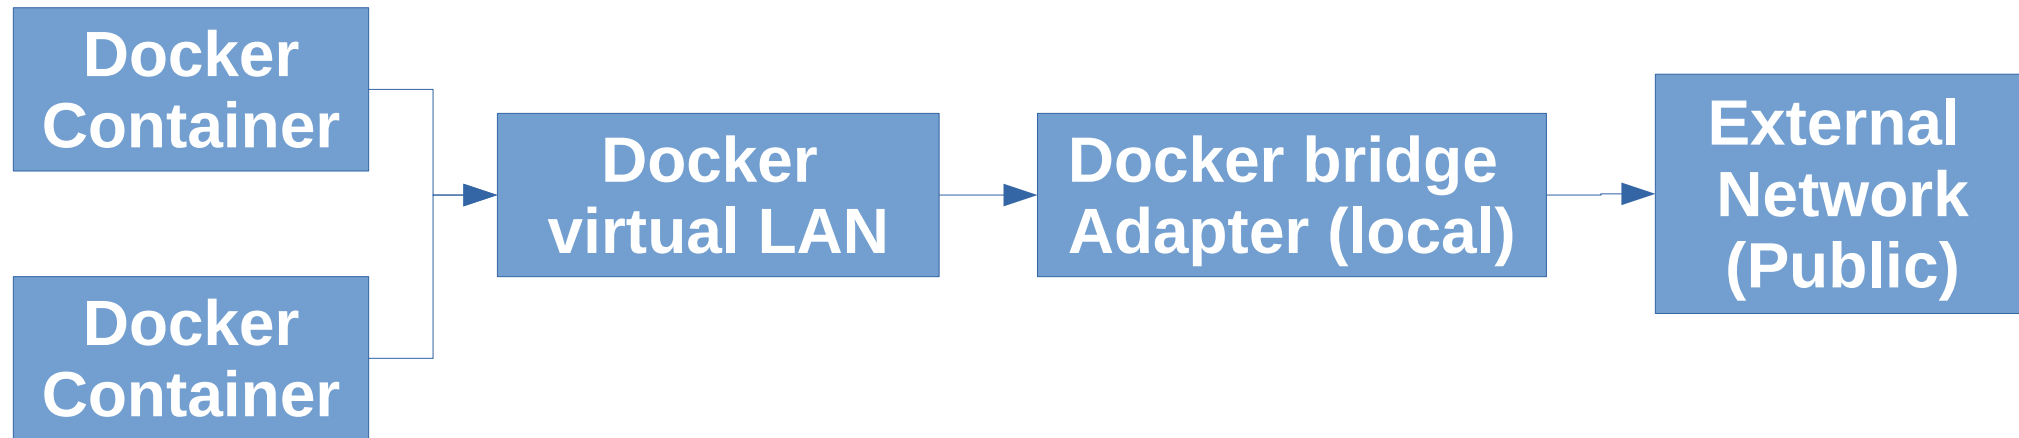 Docker
Container
Docker
Container
Docker
virtual LAN
Docker bridge
Adapter (local)
External
Network
(Public)